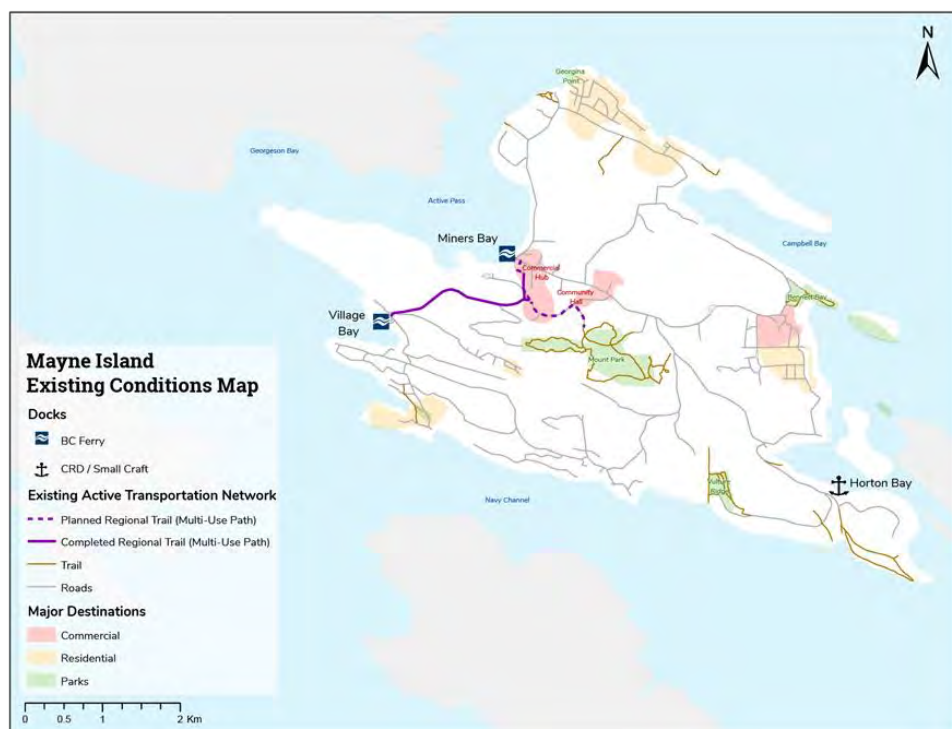 N
Georgina
Point
Georgeson Bay
Active Pass
Miners Bay
Campbell Bay
Commercial
Hub
Community
Hall
Bennett Bay
Village
Bay
Mount Park
Mayne Island
Existing Conditions Map
Docks
BC Ferry
CRD / Small Craft
Horton Bay
Navy Channel
Existing Active Transportation Network
Planned Regional Trail (Multi-Use Path)
Completed Regional Trail (Multi-Use Path)
Trail
Roads
Major Destinations
Commercial
Residential
Parks
0 0.5 1 2 Km